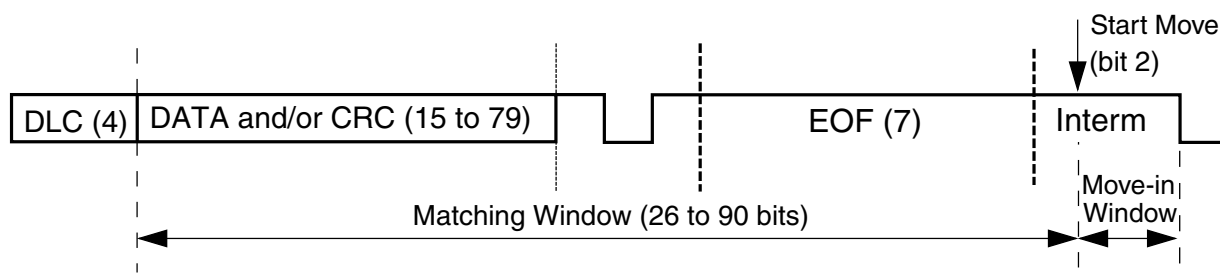 Start Move
(bit 2)
DLC (4)
DATA and/or CRC (15 to 79)
EOF (7)
Interm
Matching Window (26 to 90 bits)
Move-in
Window